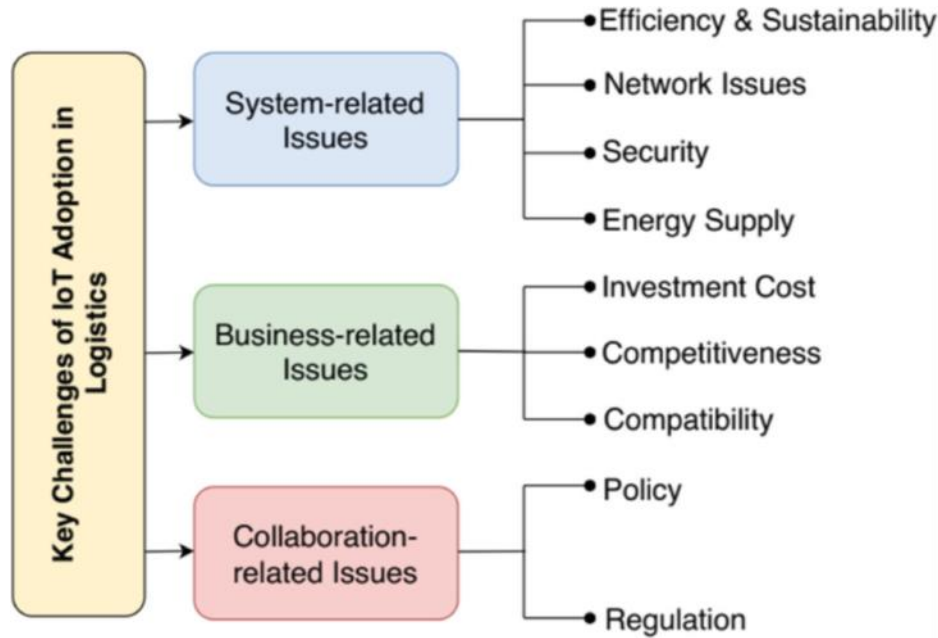 Key Challenges of IoT Adoption in
Logistics
System-related
Issues
Efficiency & Sustainability
Network Issues
Security
Energy Supply
Business-related
Issues
Investment Cost
Competitiveness
Compatibility
Collaboration-
related Issues
Policy
Regulation